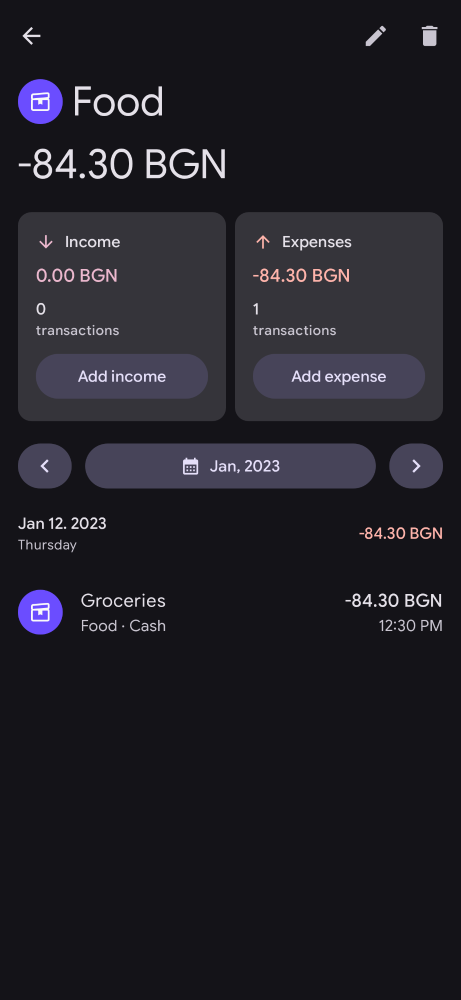 Food
-84.30 BGN
Income
0.00 BGN
0
transactions
Add income
Expenses
-84.30 BGN
1
transactions
Add expense
Jan, 2023
Jan 12. 2023
Thursday
-84.30 BGN
Groceries
Food · Cash
-84.30 BGN
12:30 PM